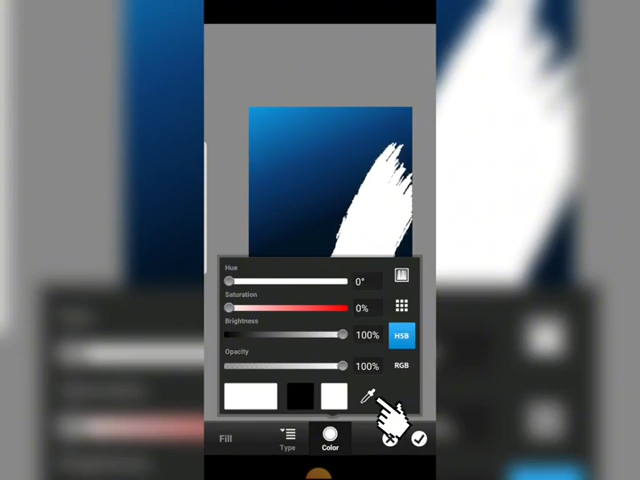 Hue
0°
Saturation
0%
Brightness
100%
HSB
Opacity
100%
RGB
Fill
Type
Color